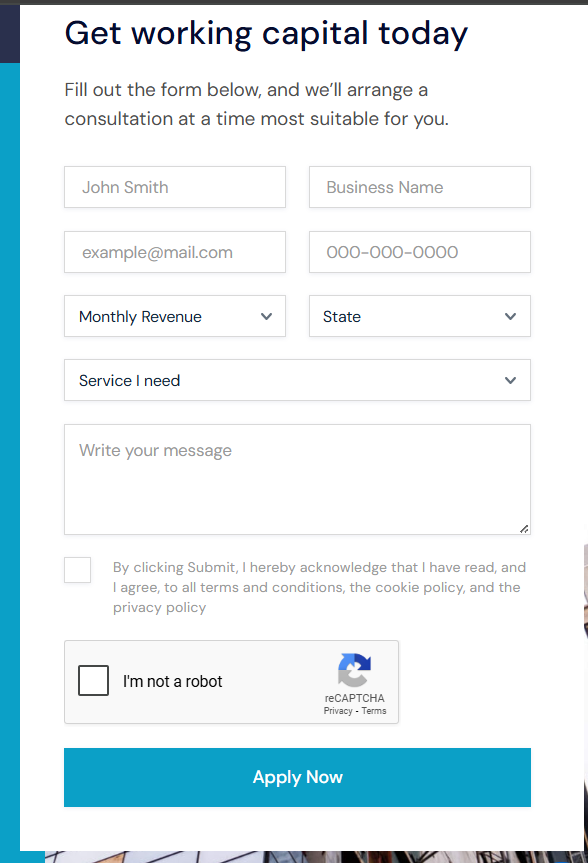 Get working capital today
Fill out the form below, and we’ll arrange a
consultation at a time most suitable for you.
John Smith
Business Name
example@mail.com
000-000-0000
Monthly Revenue
State
Service I need
Write your message
By clicking Submit, I hereby acknowledge that I have read, and
I agree, to all terms and conditions, the cookie policy, and the
privacy policy
I'm not a robot
reCAPTCHA
Privacy - Terms
Apply Now